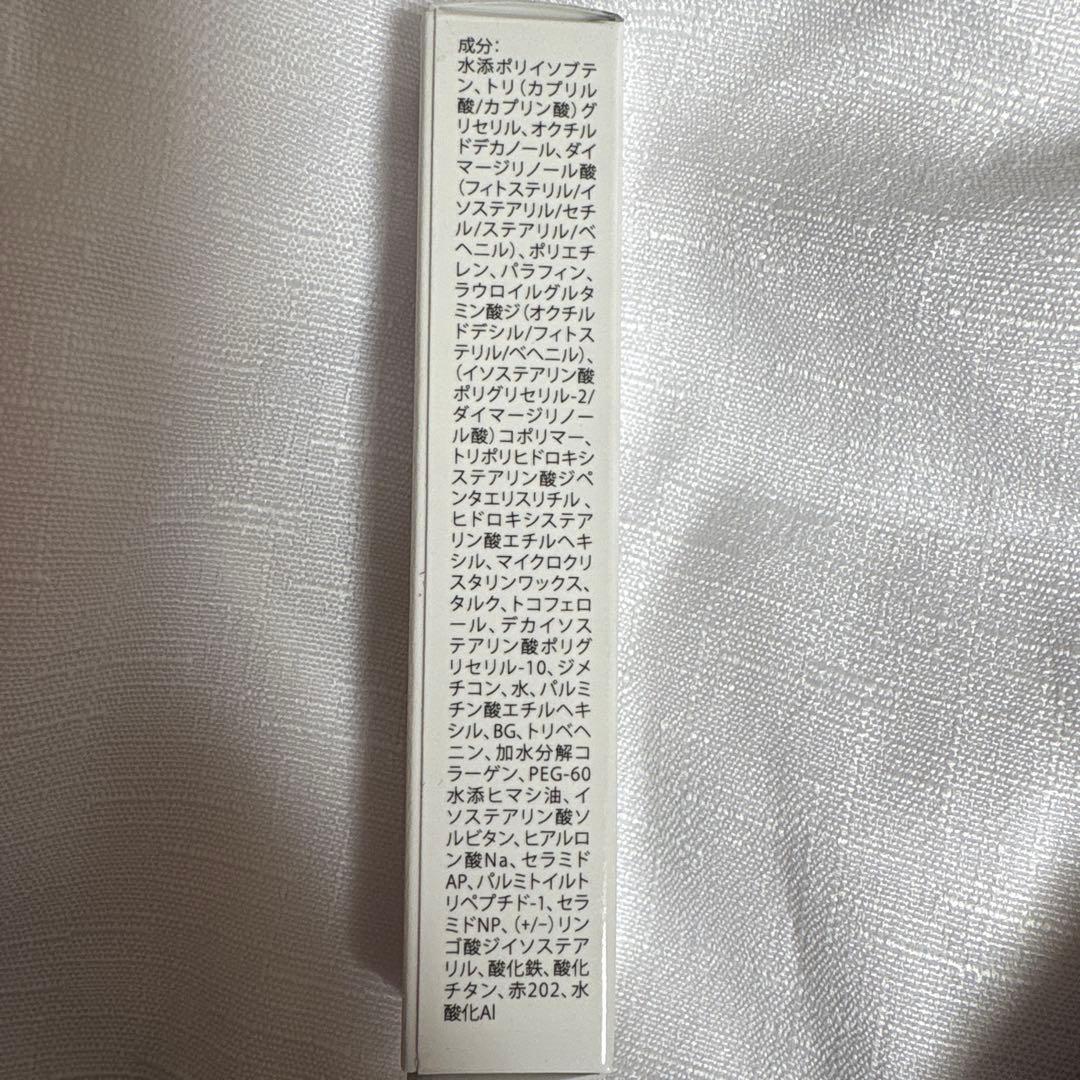 成分：
水添ポリイソブテ
ン、トリ（カプリル
酸/カプリン酸）グ
リセリル、オクチル
ドデカノール、ダイ
マージリノール酸
（フィトステリル/イ
ソステアリル/セチ
ル/ステアリル/ベ
ヘニル）、ポリエチ
レン、パラフィン、
ラウロイルグルタ
ミン酸ジ（オクチル
ドデシル/フィトス
テリル/ベヘニル）、
（イソステアリン酸
ポリグリセリル-2/
ダイマージリノー
ル酸）コポリマー、
トリポリヒドロキシ
ステアリン酸ジペ
ンタエリスリチル、
ヒドロキシステア
リン酸エチルヘキ
シル、マイクロクリ
スタリンワックス、
タルク、トコフェロ
ール、デカイソス
テアリン酸ポリグ
リセリル-10、ジメ
チコン、水、パルミ
チン酸エチルヘキ
シル、BG、トリベヘ
ニン、加水分解コ
ラーゲン、PEG-60
水添ヒマシ油、イ
ソステアリン酸ソ
ルビタン、ヒアルロ
ン酸Na、セラミド
AP、パルミトイルト
リペプチド-1、セラ
ミドNP、（+/-）リン
ゴ酸ジイソステア
リル、酸化鉄、酸化
チタン、赤202、水
酸化Al